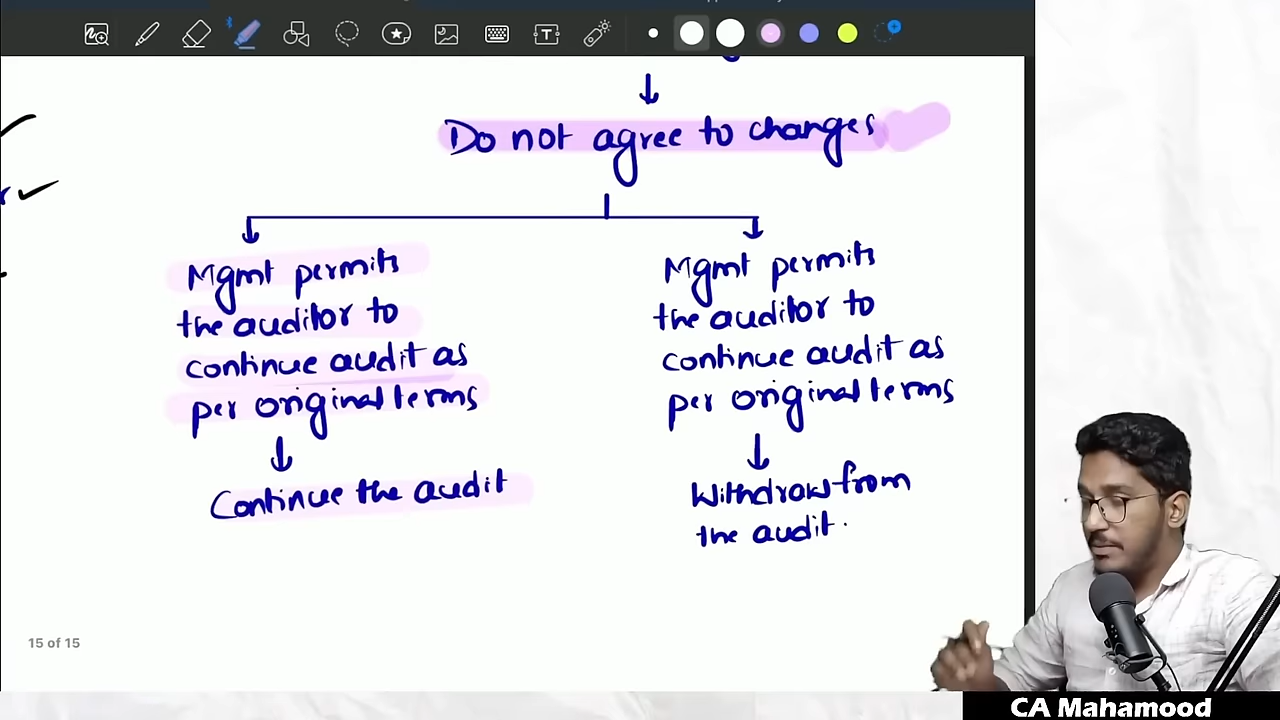 Do not agree to changes
Mgmt permits
the auditor to
continue audit as
per original terms
Continue the audit
Mgmt permits
the auditor to
continue audit as
per original terms
Withdraw from
the audit.
15 of 15
CA Mahamood